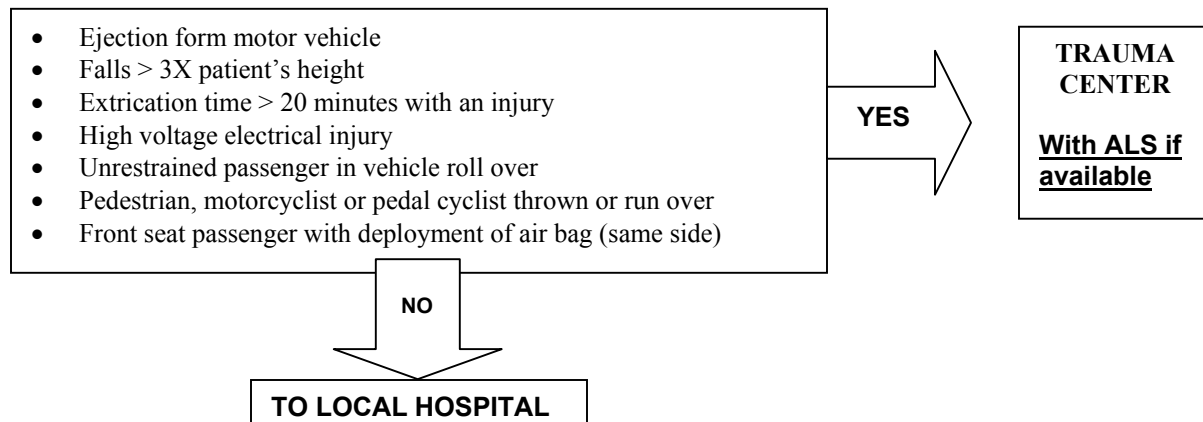 • Ejection form motor vehicle
• Falls > 3X patient’s height
• Extrication time > 20 minutes with an injury
• High voltage electrical injury
• Unrestrained passenger in vehicle roll over
• Pedestrian, motorcyclist or pedal cyclist thrown or run over
• Front seat passenger with deployment of air bag (same side)
YES
TRAUMA
CENTER
With ALS if
available
NO
TO LOCAL HOSPITAL